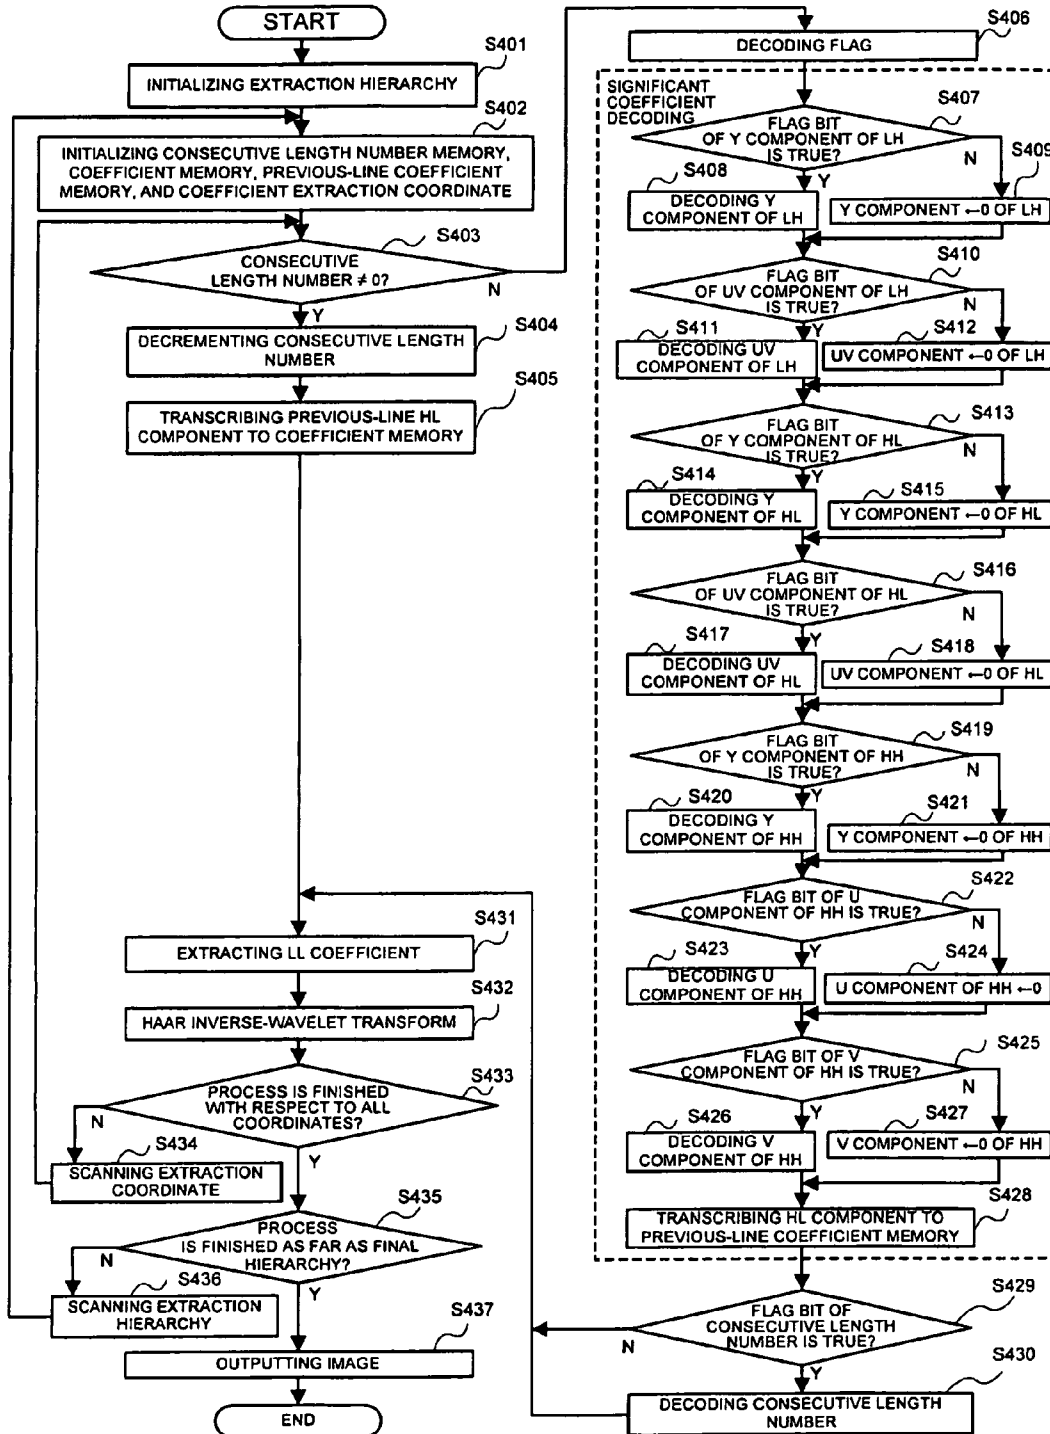 START
S401
INITIALIZING EXTRACTION HIERARCHY
S402
INITIALIZING CONSECUTIVE LENGTH NUMBER MEMORY,
COEFFICIENT MEMORY, PREVIOUS-LINE COEFFICIENT
MEMORY, AND COEFFICIENT EXTRACTION COORDINATE
S403
CONSECUTIVE
LENGTH NUMBER ≠ 0?
N
Y
S404
DECREMENTING CONSECUTIVE LENGTH
NUMBER
S405
TRANSCRIBING PREVIOUS-LINE HL
COMPONENT TO COEFFICIENT MEMORY
S431
EXTRACTING LL COEFFICIENT
S432
HAAR INVERSE-WAVELET TRANSFORM
S433
PROCESS IS FINISHED
WITH RESPECT TO ALL
COORDINATES?
N
Y
S434
SCANNING EXTRACTION
COORDINATE
S435
PROCESS
IS FINISHED AS FAR AS FINAL
HIERARCHY?
N
Y
S436
SCANNING EXTRACTION
HIERARCHY
S437
OUTPUTTING IMAGE
END
S406
DECODING FLAG
SIGNIFICANT
COEFFICIENT
DECODING
S407
FLAG BIT
OF Y COMPONENT OF LH
IS TRUE?
N
Y
S408
DECODING Y
COMPONENT OF LH
S409
Y COMPONENT ←0 OF LH
S410
FLAG BIT
OF UV COMPONENT OF LH
IS TRUE?
N
Y
S411
DECODING UV
COMPONENT OF LH
S412
UV COMPONENT ←0 OF LH
S413
FLAG BIT
OF Y COMPONENT OF HL
IS TRUE?
N
Y
S414
DECODING Y
COMPONENT OF HL
S415
Y COMPONENT ←0 OF HL
S416
FLAG BIT
OF UV COMPONENT OF HL
IS TRUE?
N
Y
S417
DECODING UV
COMPONENT OF HL
S418
UV COMPONENT ←0 OF HL
S419
FLAG BIT
OF Y COMPONENT OF HH
IS TRUE?
N
Y
S420
DECODING Y
COMPONENT OF HH
S421
Y COMPONENT ←0 OF HH
S422
FLAG BIT OF U
COMPONENT OF HH IS TRUE?
N
Y
S423
DECODING U
COMPONENT OF HH
S424
U COMPONENT OF HH ←0
S425
FLAG BIT OF V
COMPONENT OF HH IS TRUE?
N
Y
S426
DECODING V
COMPONENT OF HH
S427
V COMPONENT ←0 OF HH
S428
TRANSCRIBING HL COMPONENT TO
PREVIOUS-LINE COEFFICIENT MEMORY
S429
FLAG BIT OF
CONSECUTIVE LENGTH
NUMBER IS TRUE?
N
Y
S430
DECODING CONSECUTIVE LENGTH
NUMBER